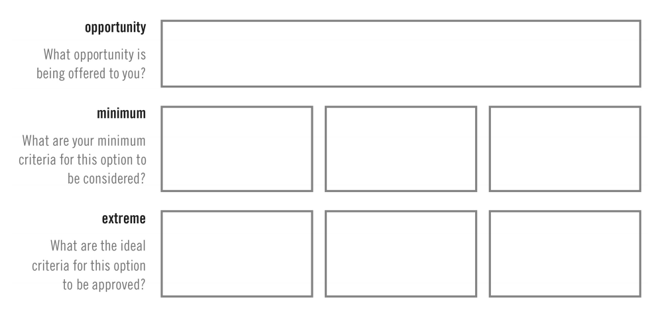 opportunity
What opportunity is
being offered to you?
minimum
What are your minimum
criteria for this option to
be considered?
extreme
What are the ideal
criteria for this option
to be approved?